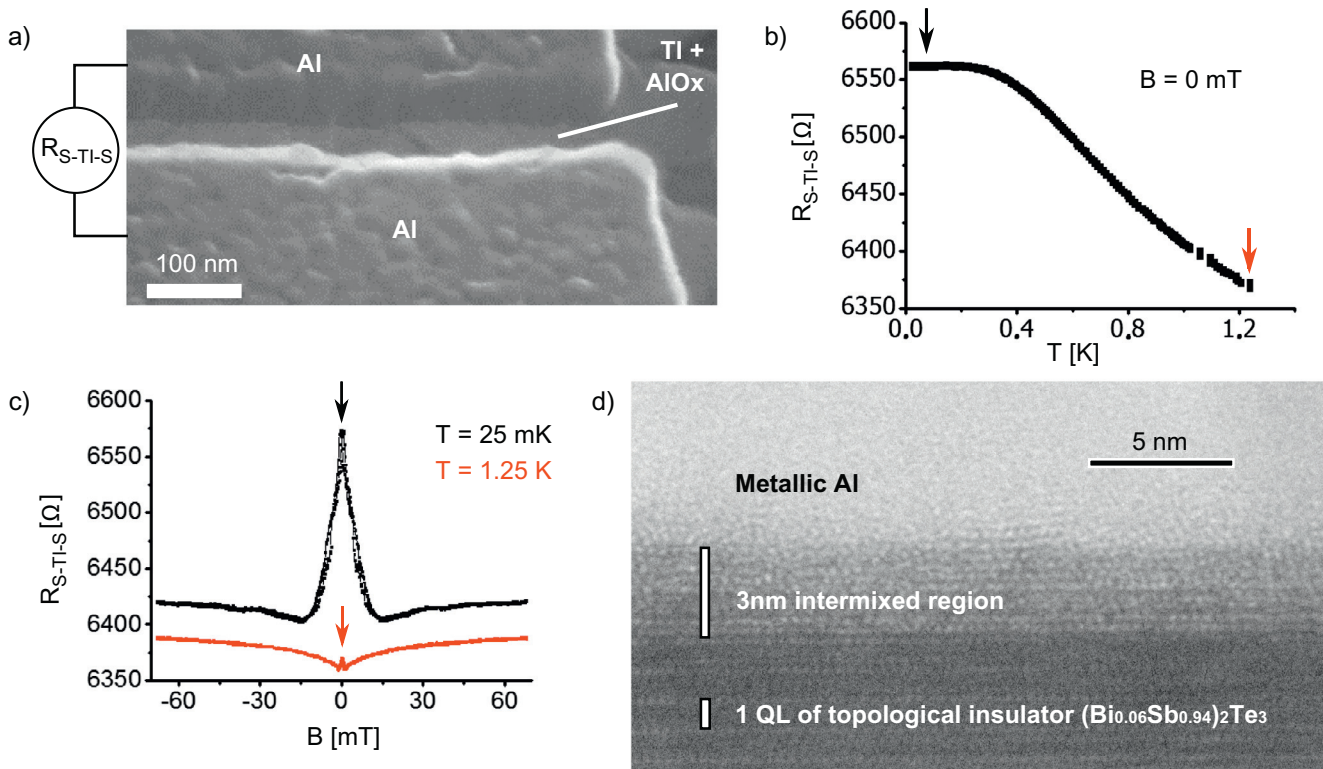 a)
Al
TI +
AlOx
R_S-TI-S
Al
100 nm
b)
6600
6550
6500
6450
6400
6350
R_S-TI-S [Ω]
B = 0 mT
0.0
0.4
0.8
1.2
T [K]
c)
6600
6550
6500
6450
6400
6350
R_S-TI-S [Ω]
T = 25 mK
T = 1.25 K
-60
-30
0
30
60
B [mT]
d)
5 nm
Metallic Al
3nm intermixed region
1 QL of topological insulator (Bi₀.₀₆Sb₀.₉₄)₂Te₃